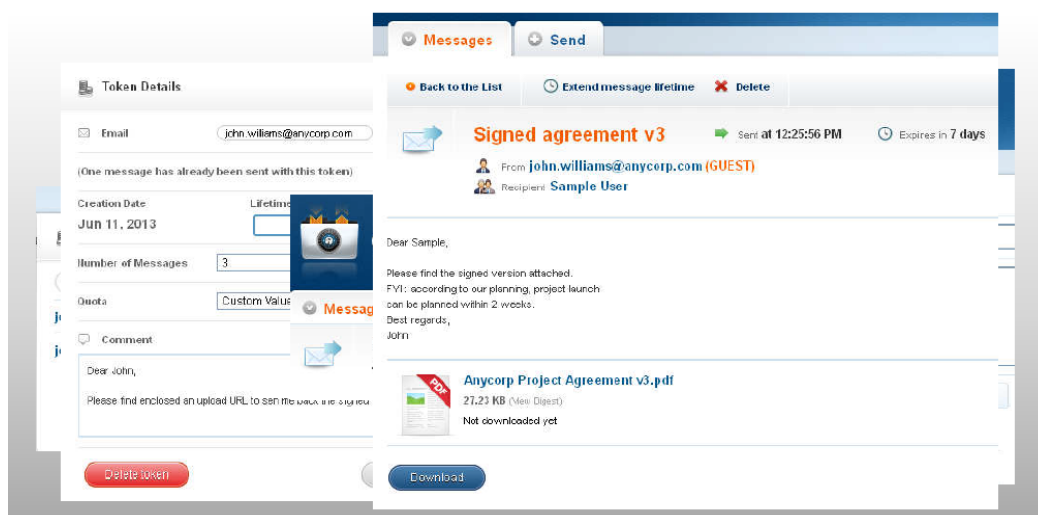 Messages
Send
Back to the List
Extend message lifetime
Delete
Signed agreement v3
Sent at 12:25:56 PM
Expires in 7 days
From john.williams@anycorp.com (GUEST)
Recipient Sample User
Dear Sample,
Please find the signed version attached.
FYI: according to our planning, project launch
can be planned within 2 weeks.
Best regards,
John
PDF
Anycorp Project Agreement v3.pdf
27.23 KB (View Digest)
Not downloaded yet
Download
Token Details
Email
john.williams@anycorp.com
(One message has already been sent with this token)
Creation Date
Lifetime
Jun 11, 2013
Number of Messages
3
Quota
Custom Value
Comment
Dear John,
Please find enclosed an upload URL to sen me back the signed
Delete token
Messag